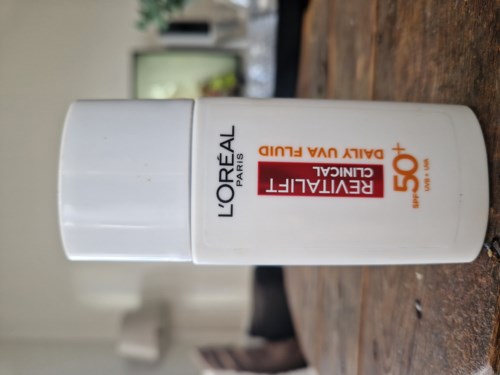 L'ORÉAL
PARIS
REVITALIFT
CLINICAL
DAILY UVA FLUID
SPF 50+
UVB + UVA